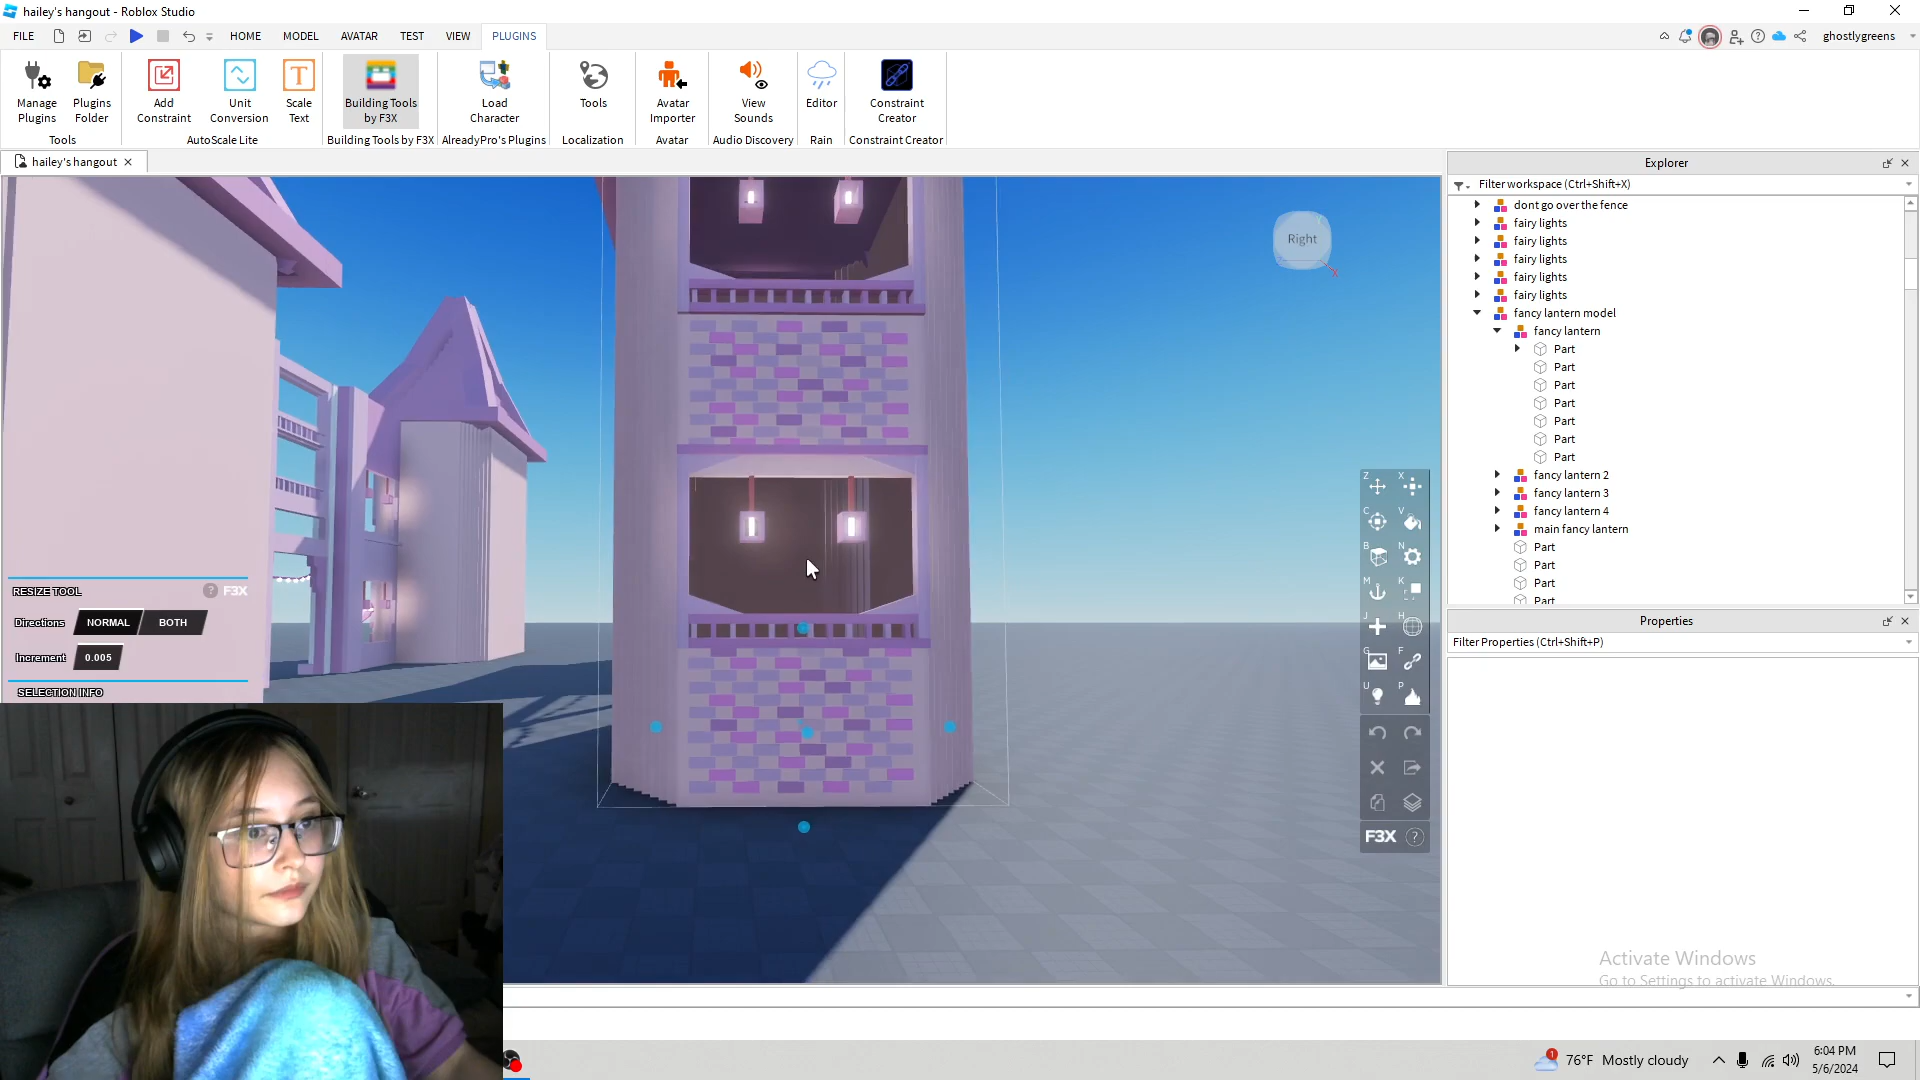 hailey's hangout - Roblox Studio
FILE HOME MODEL AVATAR TEST VIEW PLUGINS ghostlygreens
Manage Plugins
Plugins Folder
Tools
Add Constraint
Unit Conversion
Scale Text
AutoScale Lite
Building Tools by F3X
Building Tools by F3X
Load Character
AlreadyPro's Plugins
Tools
Localization
Avatar Importer
Avatar
View Sounds
Audio Discovery
Editor
Rain
Constraint Creator
Constraint Creator
hailey's hangout
Explorer
Filter workspace (Ctrl+Shift+X)
dont go over the fence
fairy lights
fairy lights
fairy lights
fairy lights
fairy lights
fancy lantern model
fancy lantern
Part
Part
Part
Part
Part
Part
Part
fancy lantern 2
fancy lantern 3
fancy lantern 4
main fancy lantern
Part
Part
Part
Part
Properties
Filter Properties (Ctrl+Shift+P)
Right
X
RESIZE TOOL ? F3X
Directions NORMAL BOTH
Increment 0.005
SELECTION INFO
Z X
C V
B N
M K
J H
G F
U P
F3X ?
Activate Windows
Go to Settings to activate Windows.
1 76°F Mostly cloudy
6:04 PM
5/6/2024